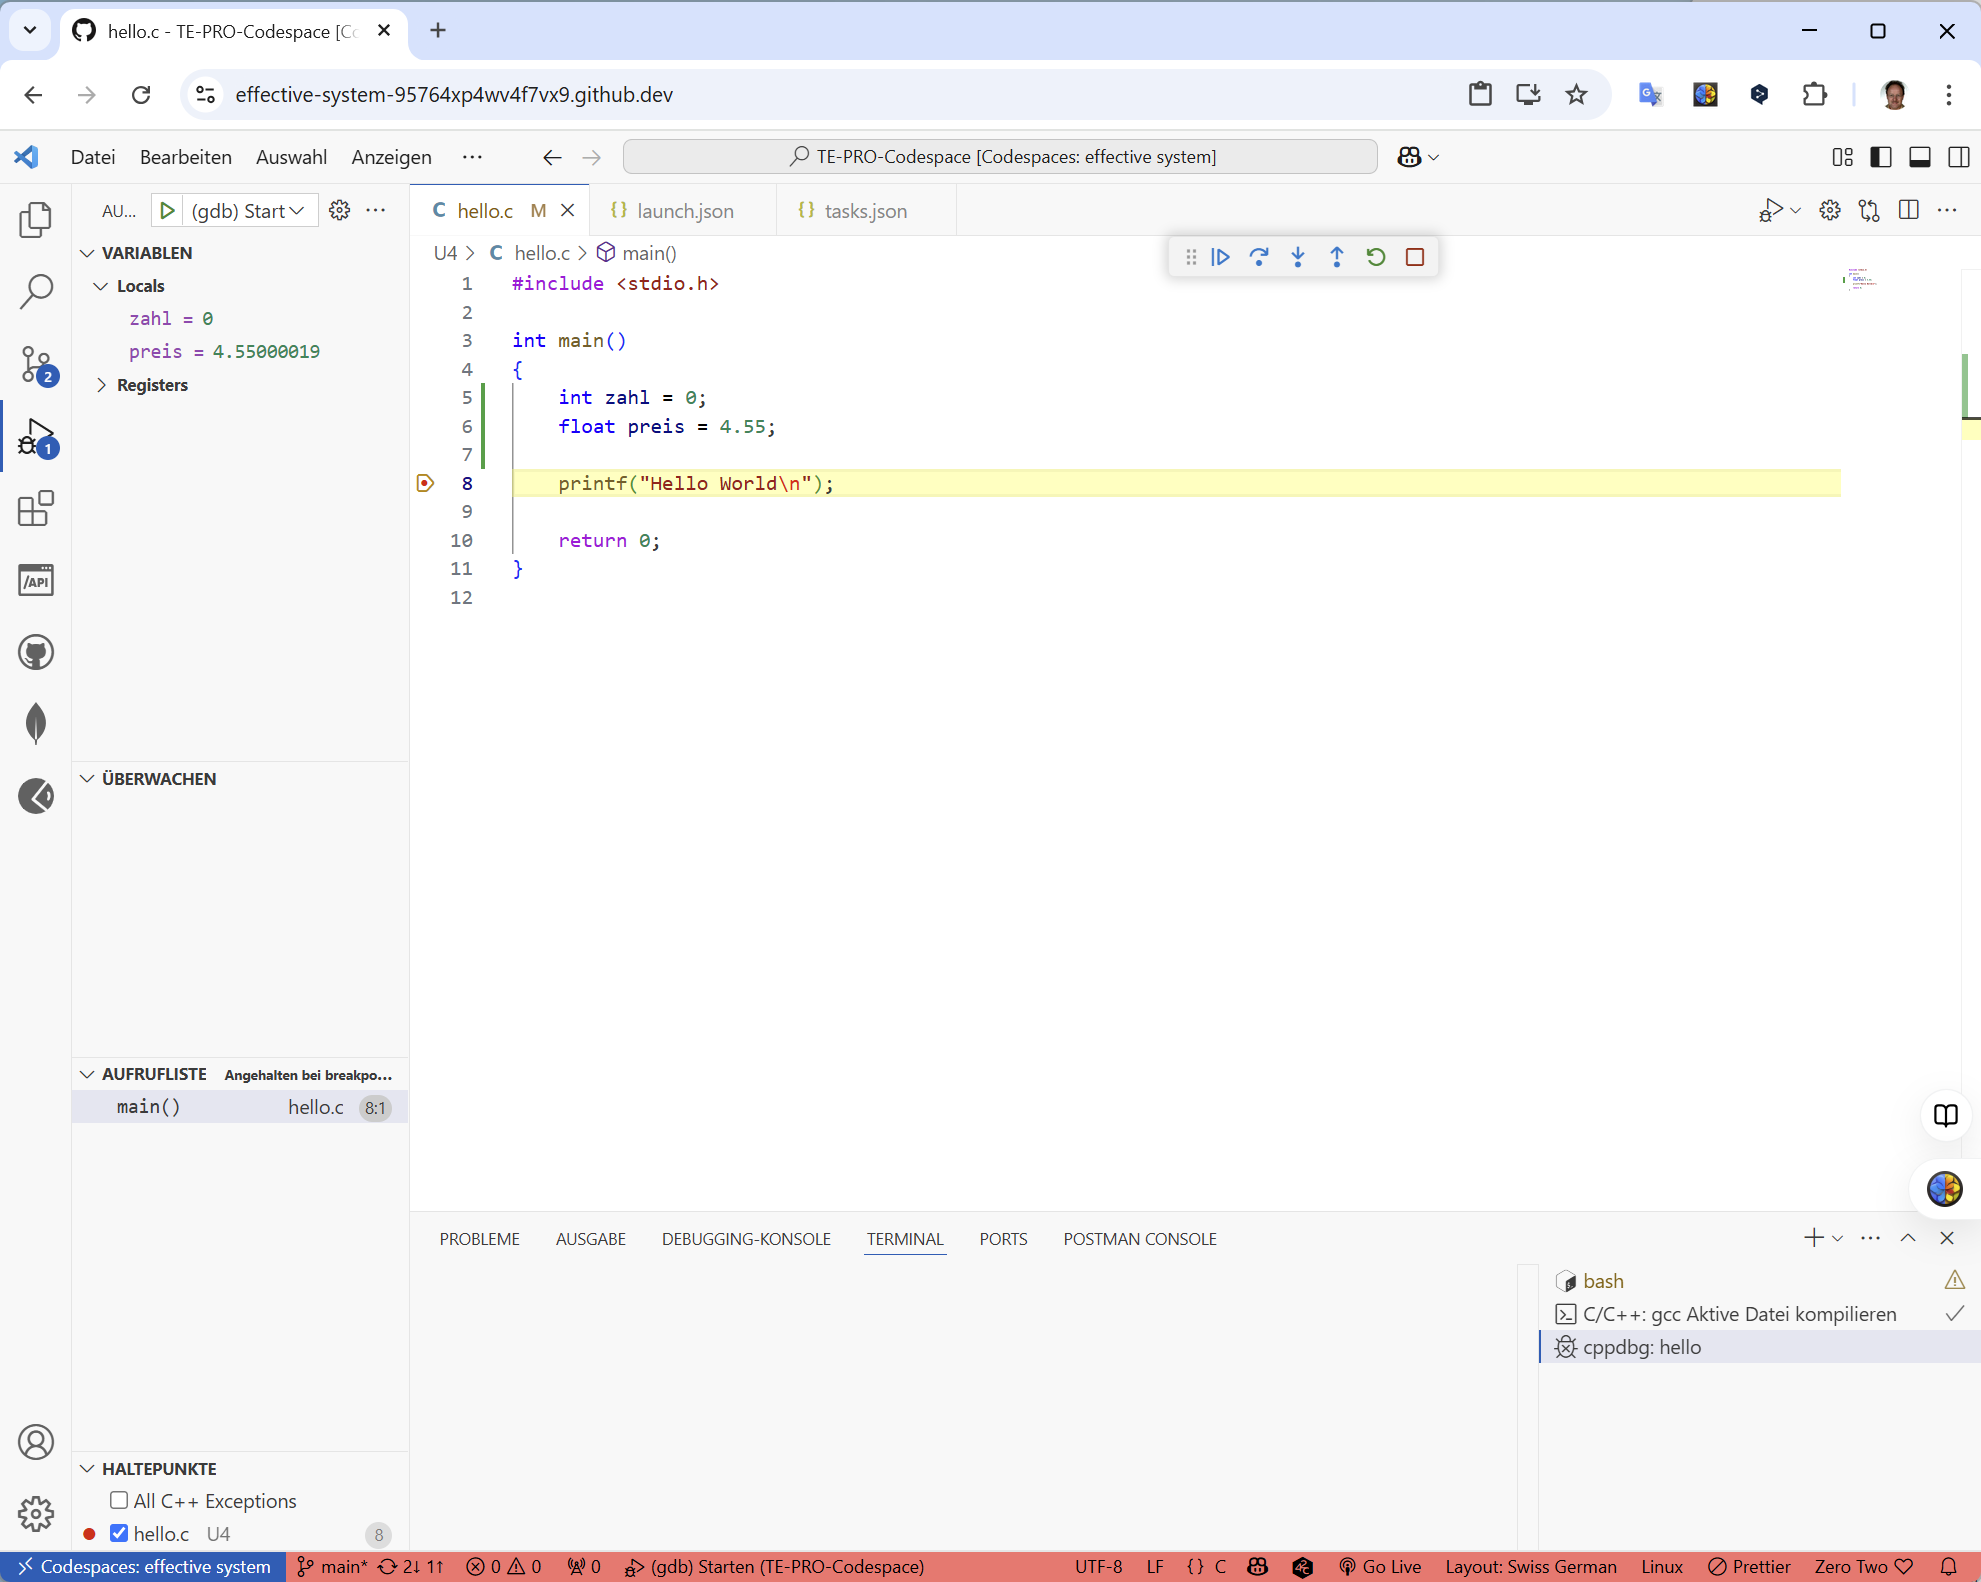 hello.c - TE-PRO-Codespace [Co
effective-system-95764xp4wv4f7vx9.github.dev
Datei Bearbeiten Auswahl Anzeigen ···
TE-PRO-Codespace [Codespaces: effective system]
AU... (gdb) Start
hello.c M
{} launch.json
{} tasks.json
VARIABLEN
Locals
zahl = 0
preis = 4.55000019
Registers
2
1
/API
U4 > C hello.c > main()
1 #include <stdio.h>
2
3 int main()
4 {
5 int zahl = 0;
6 float preis = 4.55;
7
8 printf("Hello World\n");
9
10 return 0;
11 }
12
ÜBERWACHEN
AUFRUFLISTE Angehalten bei breakpo...
main() hello.c 8:1
HALTEPUNKTE
All C++ Exceptions
hello.c U4 8
PROBLEME AUSGABE DEBUGGING-KONSOLE TERMINAL PORTS POSTMAN CONSOLE
bash
C/C++: gcc Aktive Datei kompilieren
cppdbg: hello
Codespaces: effective system main* 2↓ 1↑ 0 0 0 (gdb) Starten (TE-PRO-Codespace) UTF-8 LF {} C Go Live Layout: Swiss German Linux Prettier Zero Two